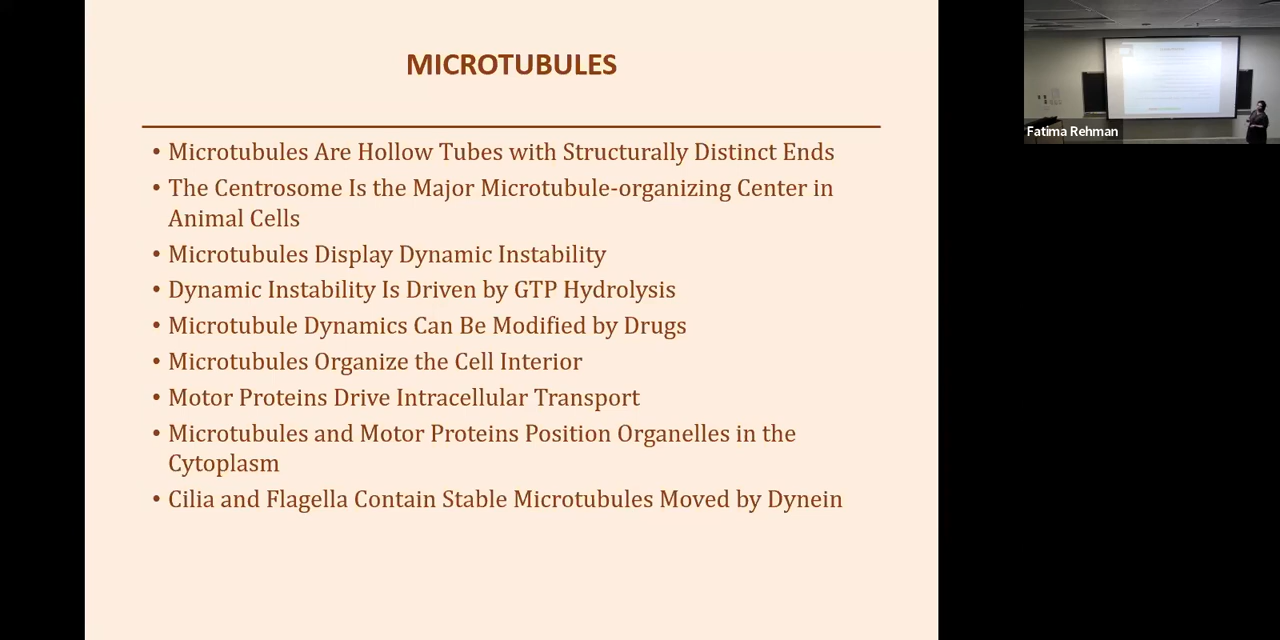 MICROTUBULES
• Microtubules Are Hollow Tubes with Structurally Distinct Ends
• The Centrosome Is the Major Microtubule-organizing Center in
Animal Cells
• Microtubules Display Dynamic Instability
• Dynamic Instability Is Driven by GTP Hydrolysis
• Microtubule Dynamics Can Be Modified by Drugs
• Microtubules Organize the Cell Interior
• Motor Proteins Drive Intracellular Transport
• Microtubules and Motor Proteins Position Organelles in the
Cytoplasm
• Cilia and Flagella Contain Stable Microtubules Moved by Dynein
Fatima Rehman